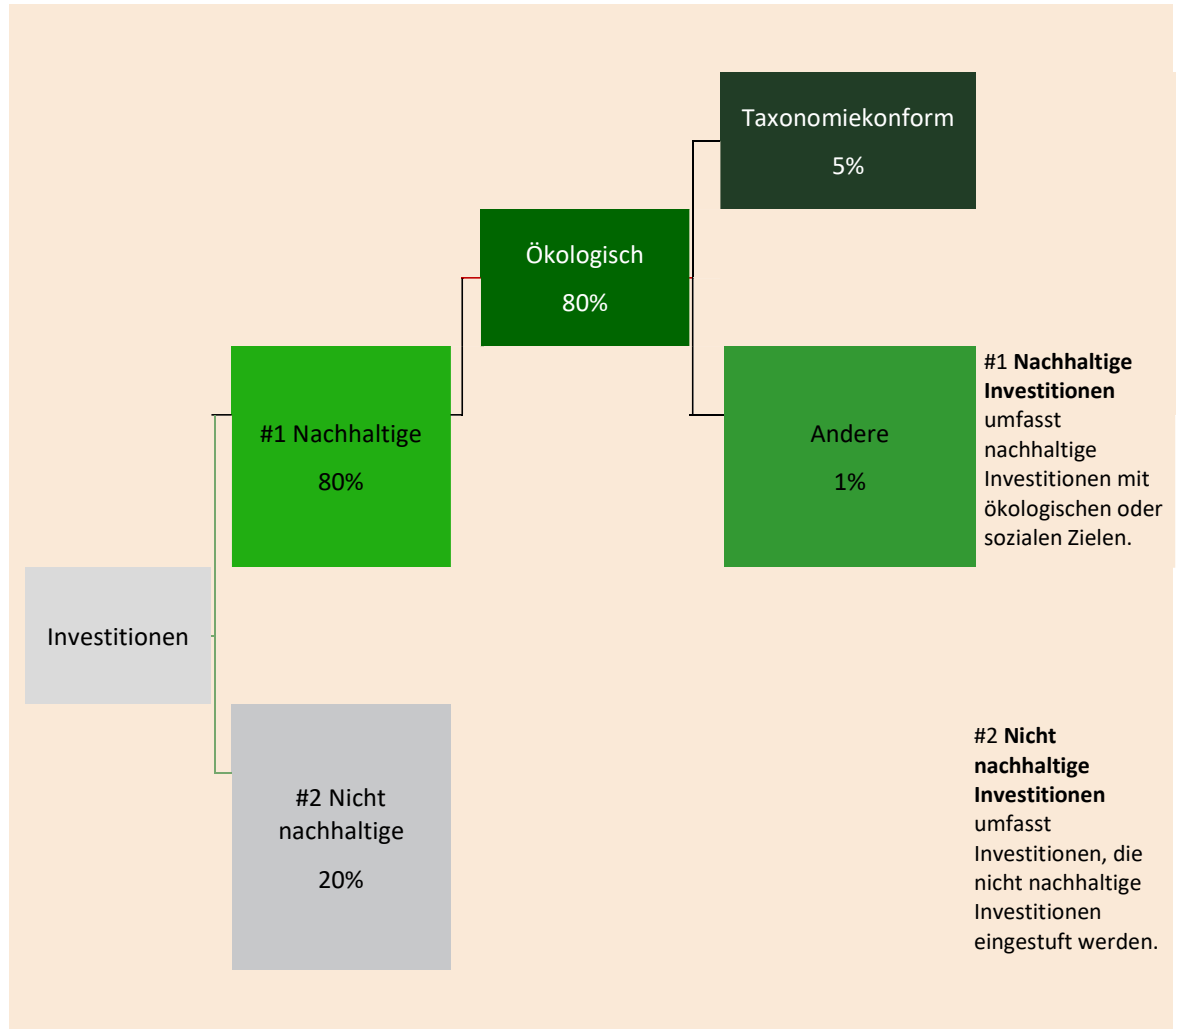 Taxonomiekonform
5%
Ökologisch
80%
#1 Nachhaltige
80%
Andere
1%
#1 Nachhaltige
Investitionen
umfasst
nachhaltige
Investitionen mit
ökologischen oder
sozialen Zielen.
Investitionen
#2 Nicht
nachhaltige
20%
#2 Nicht
nachhaltige
Investitionen
umfasst
Investitionen, die
nicht nachhaltige
Investitionen
eingestuft werden.